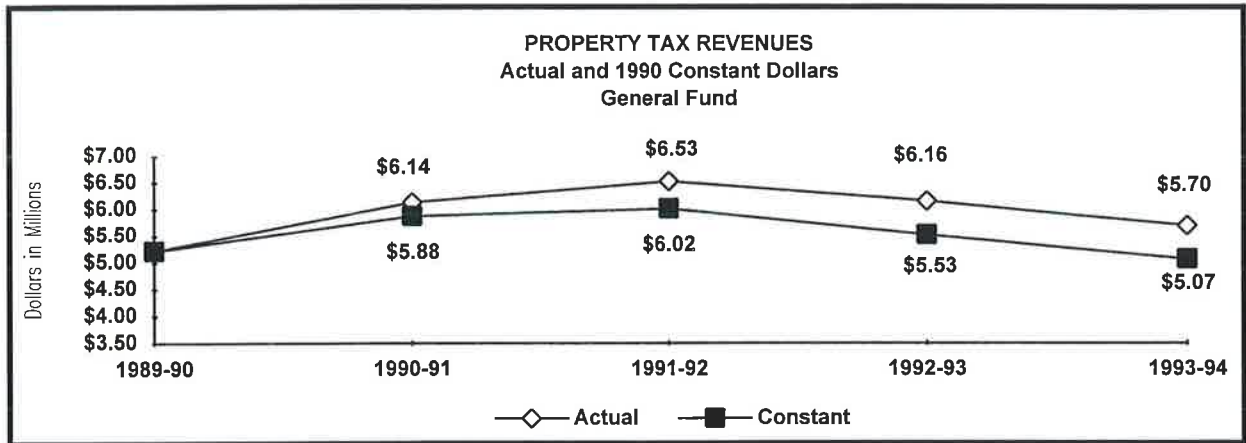 PROPERTY TAX REVENUES
Actual and 1990 Constant Dollars
General Fund
Dollars in Millions
$7.00
$6.50
$6.00
$5.50
$5.00
$4.50
$4.00
$3.50
$6.14
$6.53
$6.16
$5.70
$5.88
$6.02
$5.53
$5.07
1989-90 1990-91 1991-92 1992-93 1993-94
Actual Constant